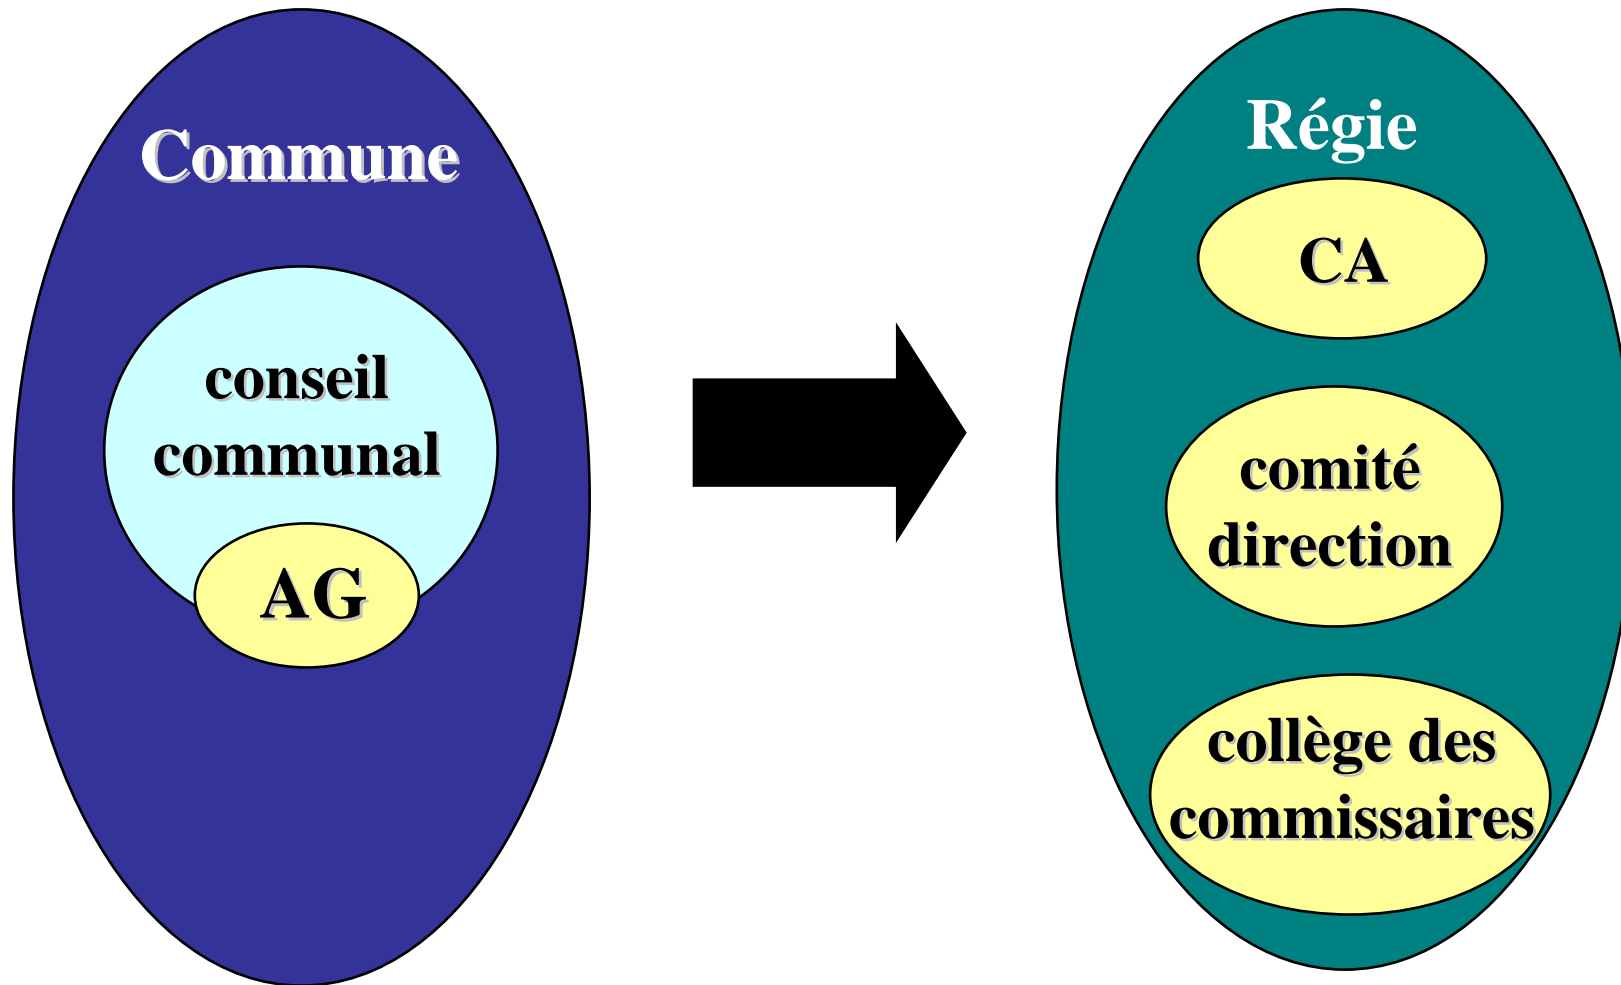 Commune
conseil
communal
AG
Régie
CA
comité
direction
collège des
commissaires